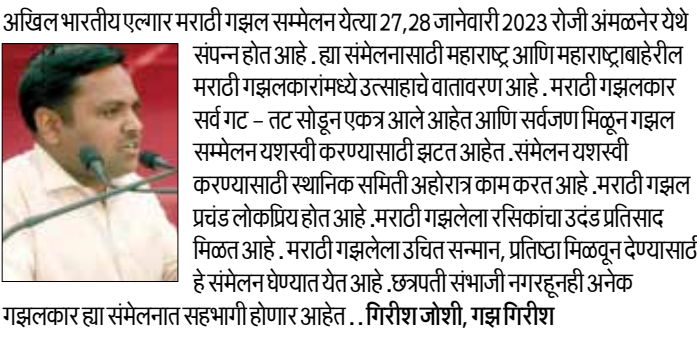 अखिल भारतीय एल्गार मराठी गझल सम्मेलन येत्या 27,28 जानेवारी 2023 रोजी अंमळनेर येथे
संपन्न होत आहे . ह्या संमेलनासाठी महाराष्ट्र आणि महाराष्ट्राबाहेरील
मराठी गझलकारांमध्ये उत्साहाचे वातावरण आहे . मराठी गझलकार
सर्व गट – तट सोडून एकत्र आले आहेत आणि सर्वजण मिळून गझल
सम्मेलन यशस्वी करण्यासाठी झटत आहेत .संमेलन यशस्वी
करण्यासाठी स्थानिक समिती अहोरात्र काम करत आहे .मराठी गझल
प्रचंड लोकप्रिय होत आहे .मराठी गझलेला रसिकांचा उदंड प्रतिसाद
मिळत आहे . मराठी गझलेला उचित सन्मान, प्रतिष्ठा मिळवून देण्यासाठी
हे संमेलन घेण्यात येत आहे .छत्रपती संभाजी नगरहूनही अनेक
गझलकार ह्या संमेलनात सहभागी होणार आहेत . . गिरीश जोशी, गझ गिरीश